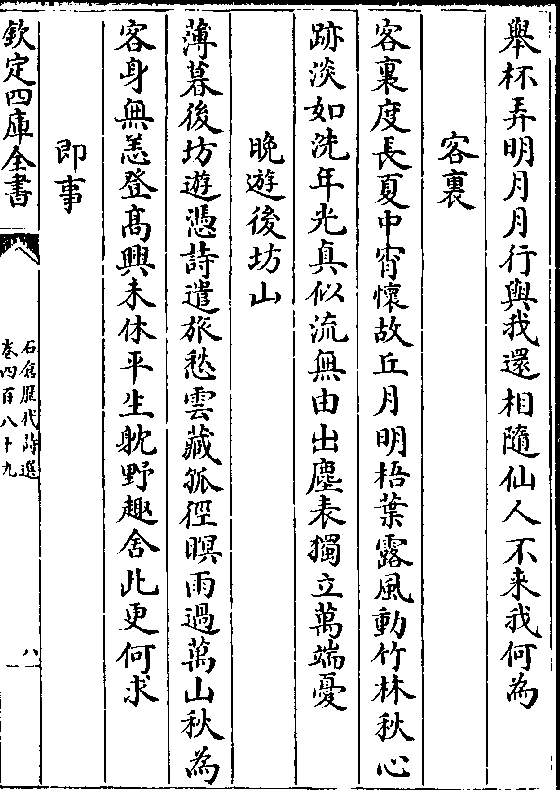 舉杯弄明月月行與我還相隨仙人不来我何為
客裏
客裏度長夏中宵懷故丘月明梧葉露風動竹林秋心
跡淡如洗年光真似流無由出塵表獨立萬端憂
晚遊後坊山
薄暮後坊遊憑詩遣旅愁雲藏孤徑暝雨過萬山秋為
客身無恙登髙興未休平生躭野趣舍此更何求
即事
欽定四庫全書
石倉歷代詩選
卷四百八十九
八